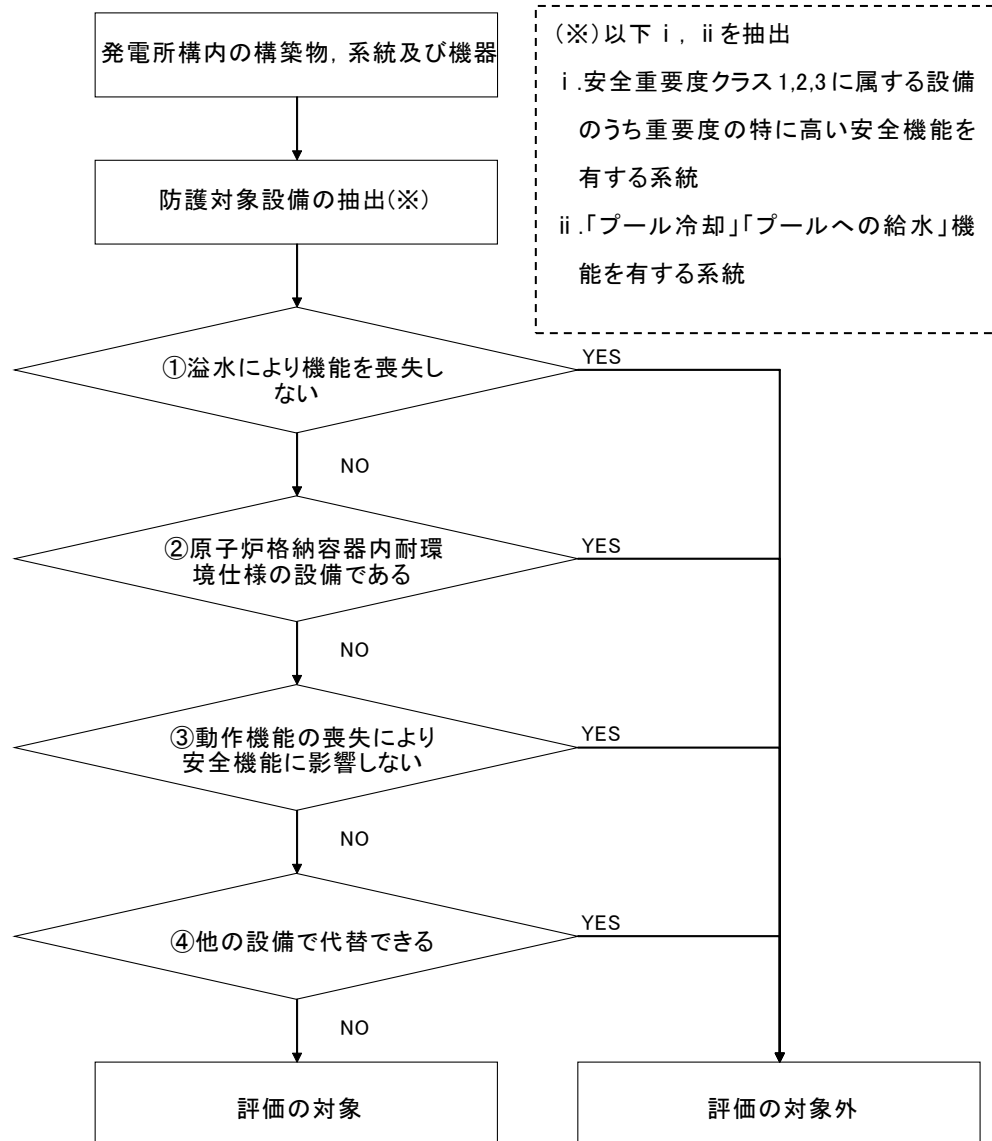 発電所構内の構築物，系統及び機器
(※)以下ⅰ，ⅱを抽出
ⅰ.安全重要度クラス1,2,3に属する設備
のうち重要度の特に高い安全機能を
有する系統
ⅱ.「プール冷却」「プールへの給水」機
能を有する系統
防護対象設備の抽出(※)
①溢水により機能を喪失し
ない
YES
NO
②原子炉格納容器内耐環
境仕様の設備である
YES
NO
③動作機能の喪失により
安全機能に影響しない
YES
NO
④他の設備で代替できる
YES
NO
評価の対象
評価の対象外